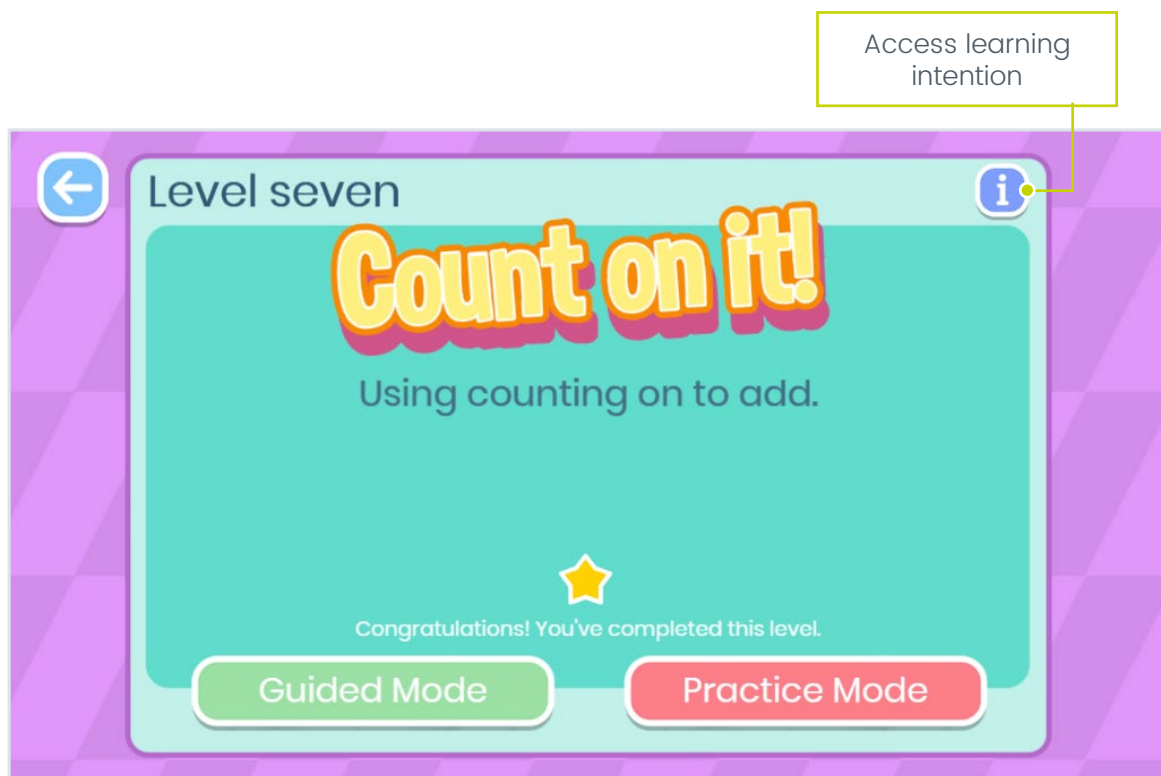 Access learning
intention
Level seven
i
Count on it!
Using counting on to add.
Congratulations! You've completed this level.
Guided Mode
Practice Mode